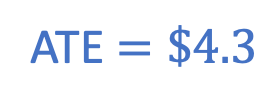 ATE = $4.3